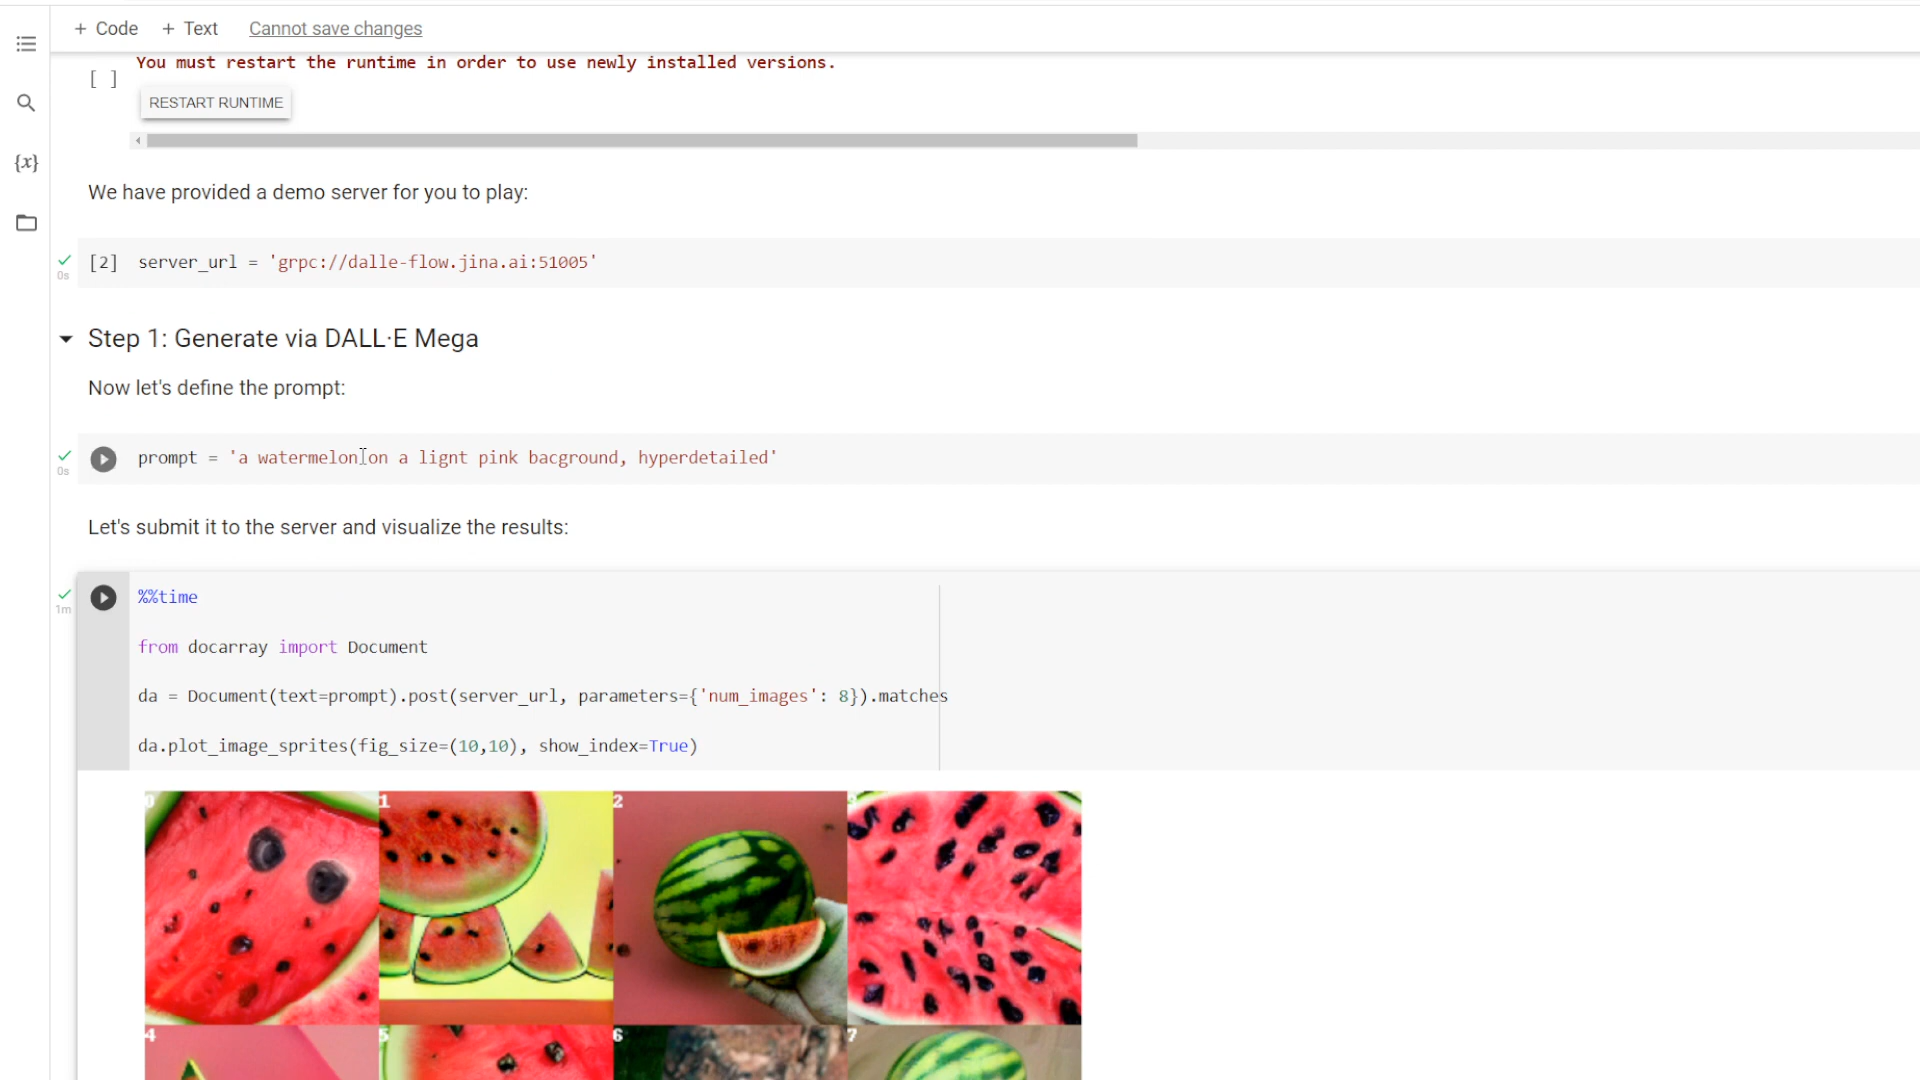 + Code + Text Cannot save changes
You must restart the runtime in order to use newly installed versions.
[ ]
RESTART RUNTIME
{x}
We have provided a demo server for you to play:
[2] server_url = 'grpc://dalle-flow.jina.ai:51005'
0s
Step 1: Generate via DALL·E Mega
Now let's define the prompt:
prompt = 'a watermelon on a lignt pink bacground, hyperdetailed'
0s
Let's submit it to the server and visualize the results:
%%time
1m
from docarray import Document
da = Document(text=prompt).post(server_url, parameters={'num_images': 8}).matches
da.plot_image_sprites(fig_size=(10,10), show_index=True)
0 1 2
4 5 6 7